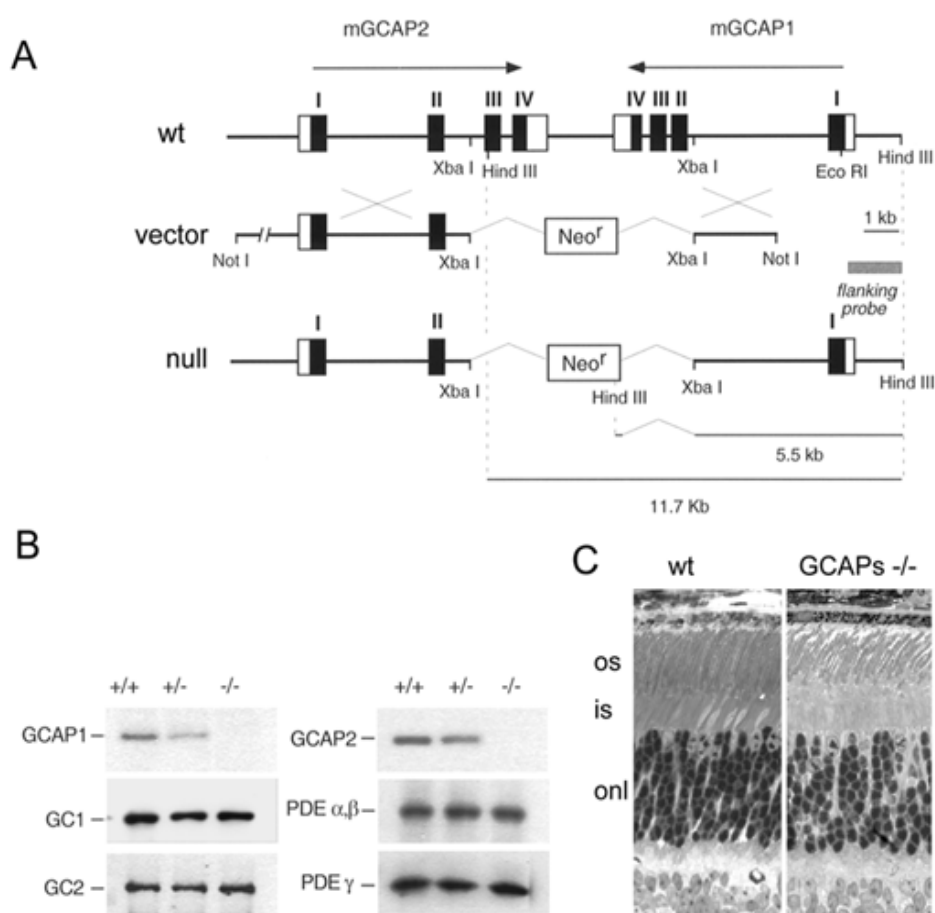 A
mGCAP2 mGCAP1
I II III IV IV III II I
wt
Xba I Hind III Xba I Eco RI Hind III
vector
Not I Xba I Neor Xba I Not I
1 kb
flanking
probe
I II I
null
Xba I Neor Hind III Xba I Hind III
5.5 kb
11.7 Kb
B
+/+ +/- -/-
GCAP1
GC1
GC2
+/+ +/- -/-
GCAP2
PDE α,β
PDE γ
C
wt GCAPs -/-
os
is
onl